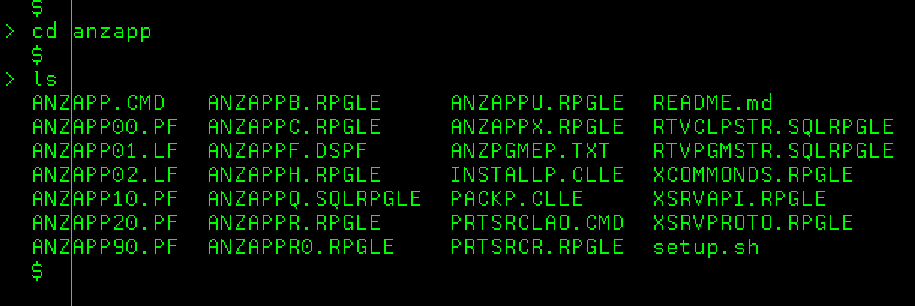 $
> cd anzapp
$
> ls
ANZAPP.CMD ANZAPPB.RPGLE ANZAPPU.RPGLE README.md
ANZAPP00.PF ANZAPPC.RPGLE ANZAPPX.RPGLE RTVCLPSTR.SQLRPGLE
ANZAPP01.LF ANZAPPF.DSPF ANZPGMEP.TXT RTVPGMSTR.SQLRPGLE
ANZAPP02.LF ANZAPPH.RPGLE INSTALLP.CLLE XCOMMONDS.RPGLE
ANZAPP10.PF ANZAPPQ.SQLRPGLE PACKP.CLLE XSRVAPI.RPGLE
ANZAPP20.PF ANZAPPR.RPGLE PRTSRCLAO.CMD XSRVPROTO.RPGLE
ANZAPP90.PF ANZAPPR0.RPGLE PRTSRCR.RPGLE setup.sh
$